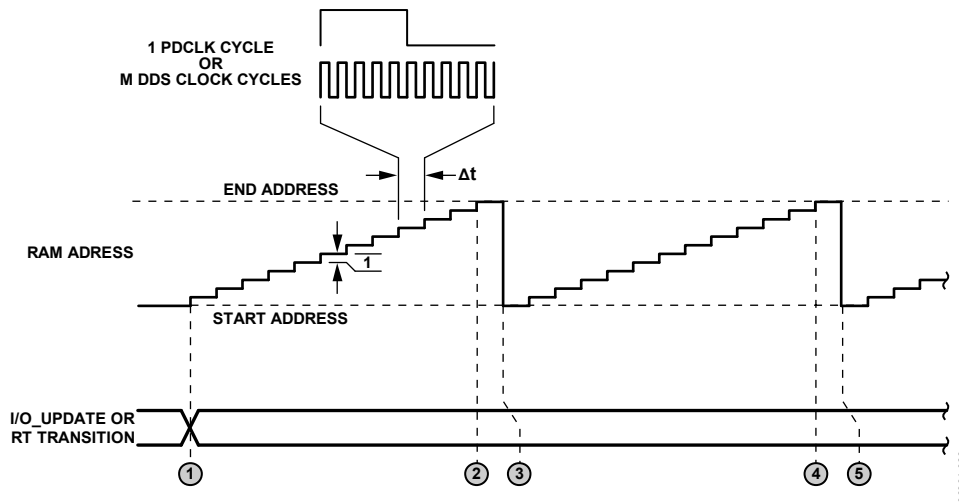 1 PDCLK CYCLE
OR
M DDS CLOCK CYCLES
Δt
END ADDRESS
RAM ADRESS
1
START ADDRESS
I/O_UPDATE OR
RT TRANSITION
1
2
3
4
5